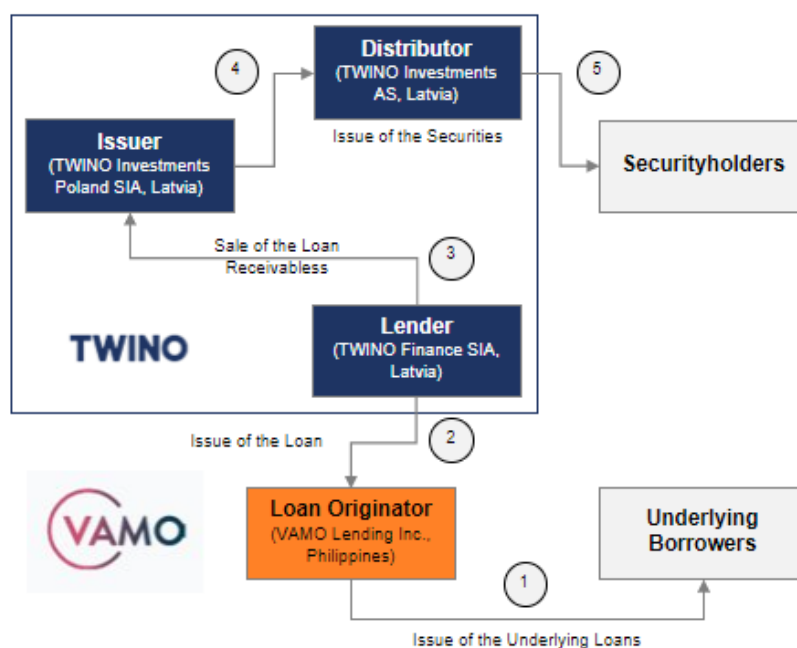 4
Distributor
(TWINO Investments
AS, Latvia)
5
Issue of the Securities
Issuer
(TWINO Investments
Poland SIA, Latvia)
Securityholders
Sale of the Loan
Receivabless
3
TWINO
Lender
(TWINO Finance SIA,
Latvia)
Issue of the Loan
2
VAMO
Loan Originator
(VAMO Lending Inc.,
Philippines)
Underlying
Borrowers
1
Issue of the Underlying Loans